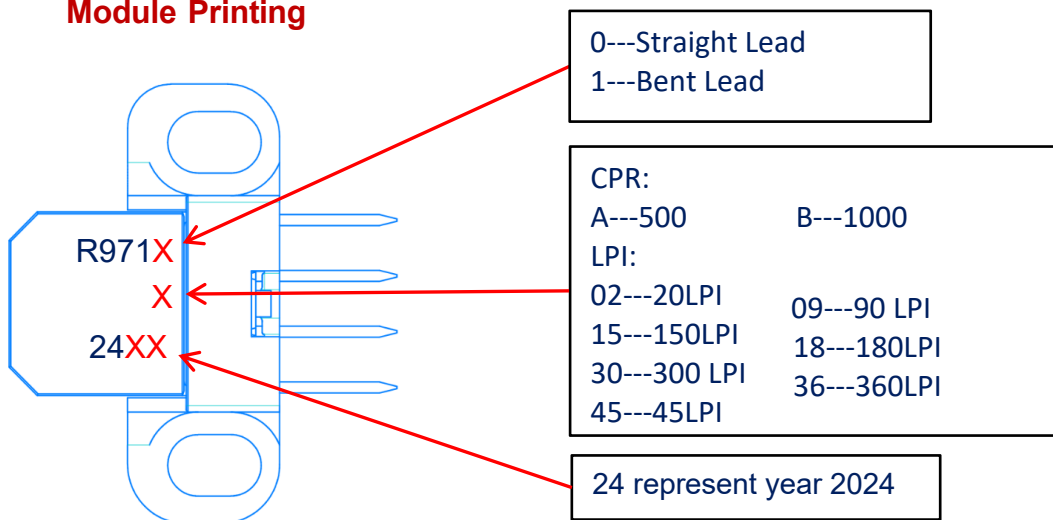 Module Printing
0---Straight Lead
1---Bent Lead
R971X
X
24XX
CPR:
A---500 B---1000
LPI:
02---20LPI 09---90 LPI
15---150LPI 18---180LPI
30---300 LPI 36---360LPI
45---45LPI
24 represent year 2024